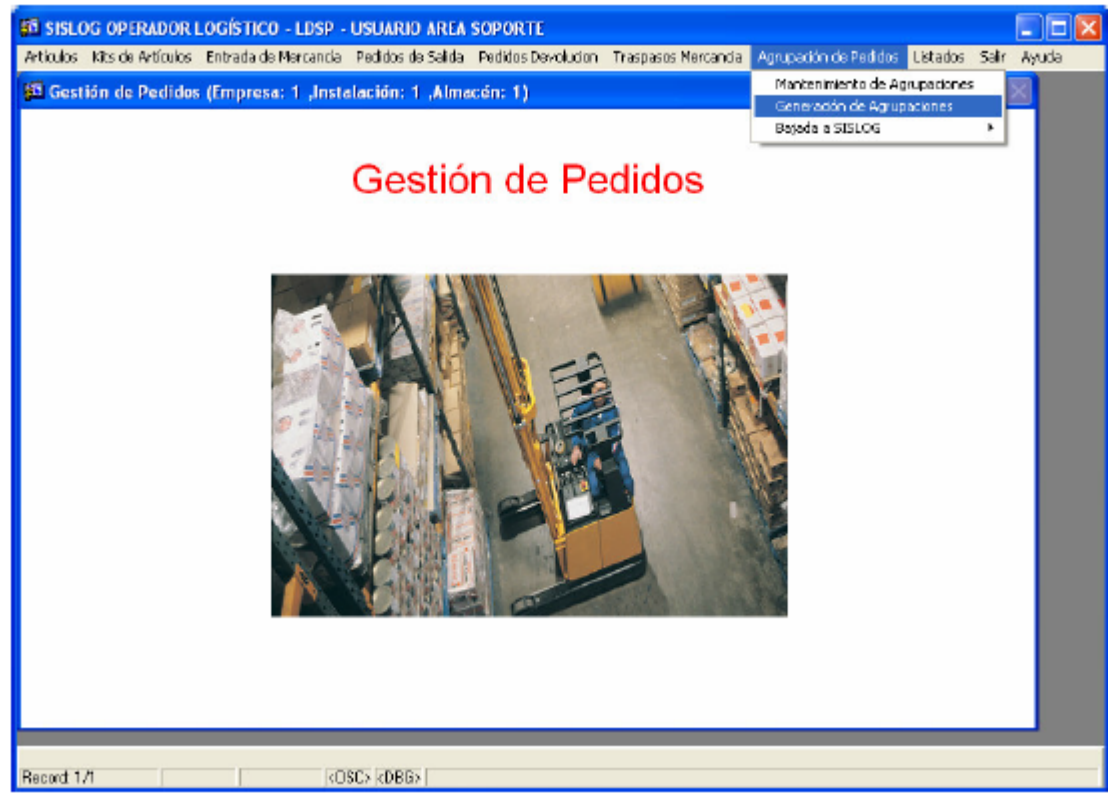 SISLOG OPERADOR LOGÍSTICO - LDSP - USUARIO AREA SOPORTE
Artículos Kits de Artículos Entrada de Mercancía Pedidos de Salida Pedidos Devolucion Traspasos Mercancia Agrupación de Pedidos Listados Salir Ayuda
Gestión de Pedidos (Empresa: 1 ,Instalación: 1 ,Almacén: 1)
Mantenimiento de Agrupaciones
Generación de Agrupaciones
Bajada a SISLOG
Gestión de Pedidos
Record: 1/1 <OSC> <DBG>